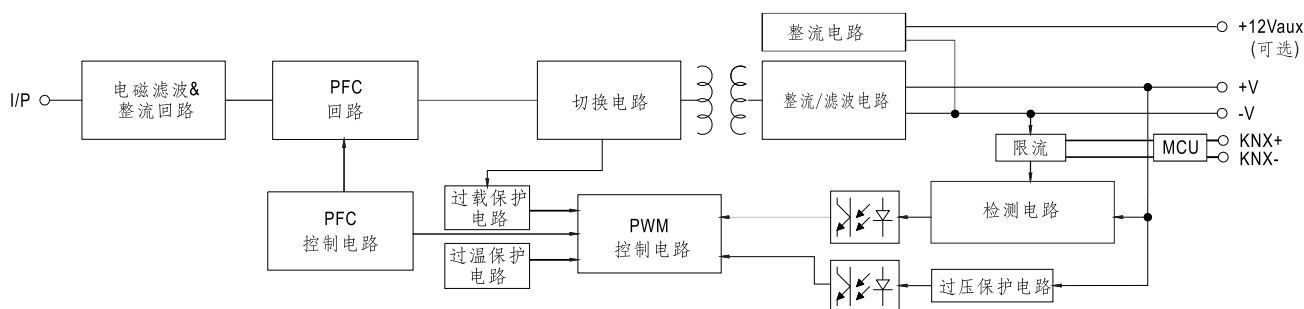 整流电路
+12Vaux
(可选)
I/P
电磁滤波&
整流回路
PFC
回路
切换电路
整流/滤波电路
+V
-V
限流
MCU
KNX+
KNX-
PFC
控制电路
过载保护
电路
过温保护
电路
PWM
控制电路
检测电路
过压保护电路